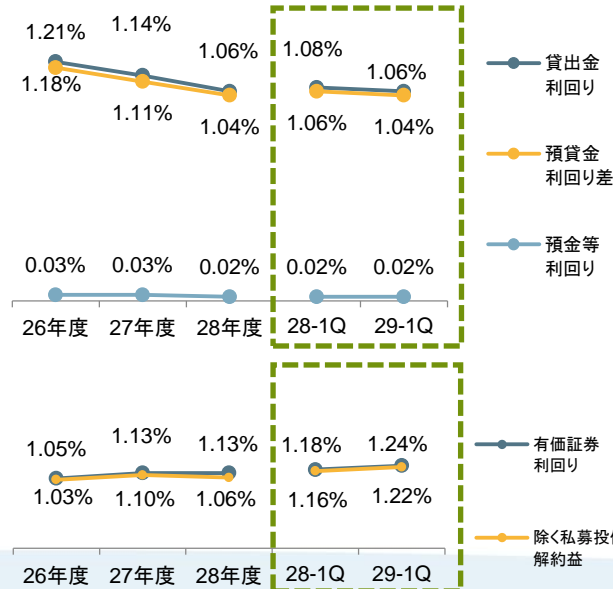 1.21%
1.14%
1.06%
1.08%
1.06%
1.18%
1.11%
1.04%
1.06%
1.04%
貸出金
利回り
預貸金
利回り差
預金等
利回り
0.03%
0.03%
0.02%
0.02%
0.02%
26年度
27年度
28年度
28-1Q
29-1Q
1.05%
1.13%
1.13%
1.18%
1.24%
1.03%
1.10%
1.06%
1.16%
1.22%
有価証券
利回り
除く私募投信
解約益
26年度
27年度
28年度
28-1Q
29-1Q